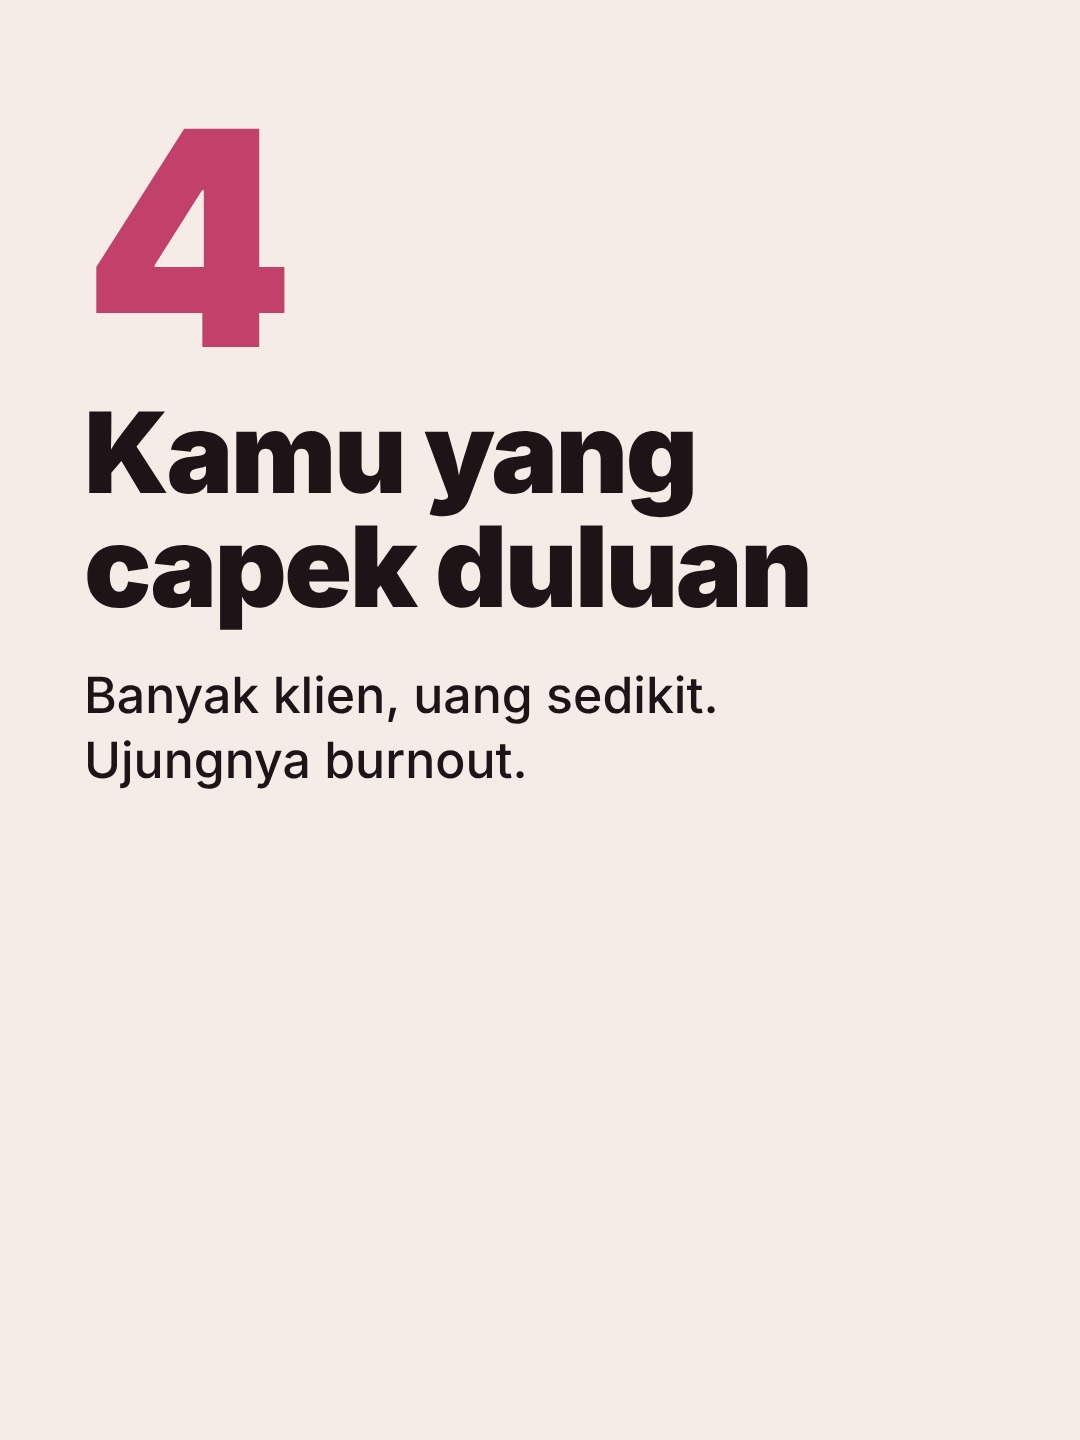 4
Kamu yang
capek duluan
Banyak klien, uang sedikit.
Ujungnya burnout.